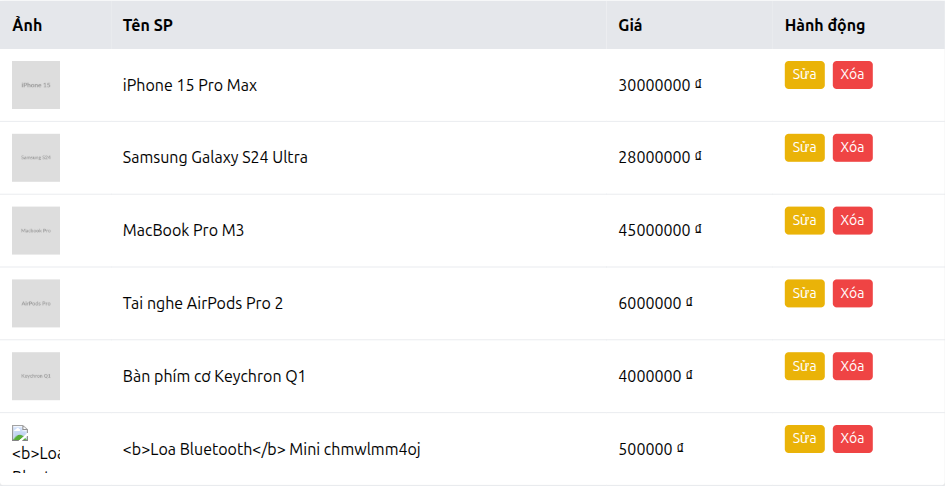 Ảnh Tên SP Giá Hành động
iPhone 15
iPhone 15 Pro Max 30000000 ₫ Sửa Xóa
Samsung S24
Samsung Galaxy S24 Ultra 28000000 ₫ Sửa Xóa
MacBook Pro
MacBook Pro M3 45000000 ₫ Sửa Xóa
AirPods Pro
Tai nghe AirPods Pro 2 6000000 ₫ Sửa Xóa
Keychron Q1
Bàn phím cơ Keychron Q1 4000000 ₫ Sửa Xóa
<b>Loa
<b>Loa Bluetooth</b> Mini chmwlmm4oj 500000 ₫ Sửa Xóa